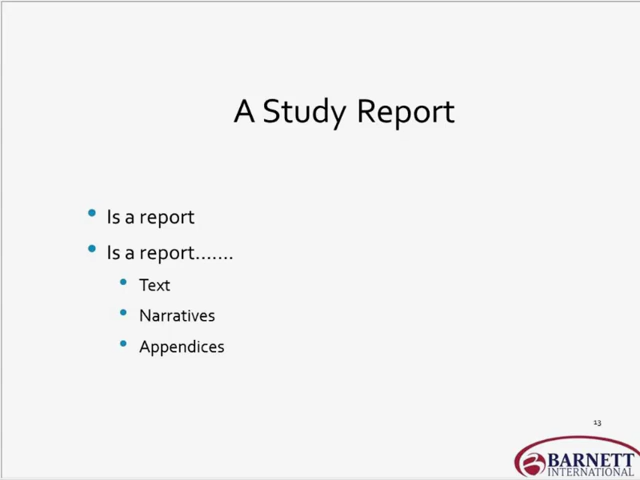 A Study Report
• Is a report
• Is a report.......
• Text
• Narratives
• Appendices
13
BARNETT
INTERNATIONAL